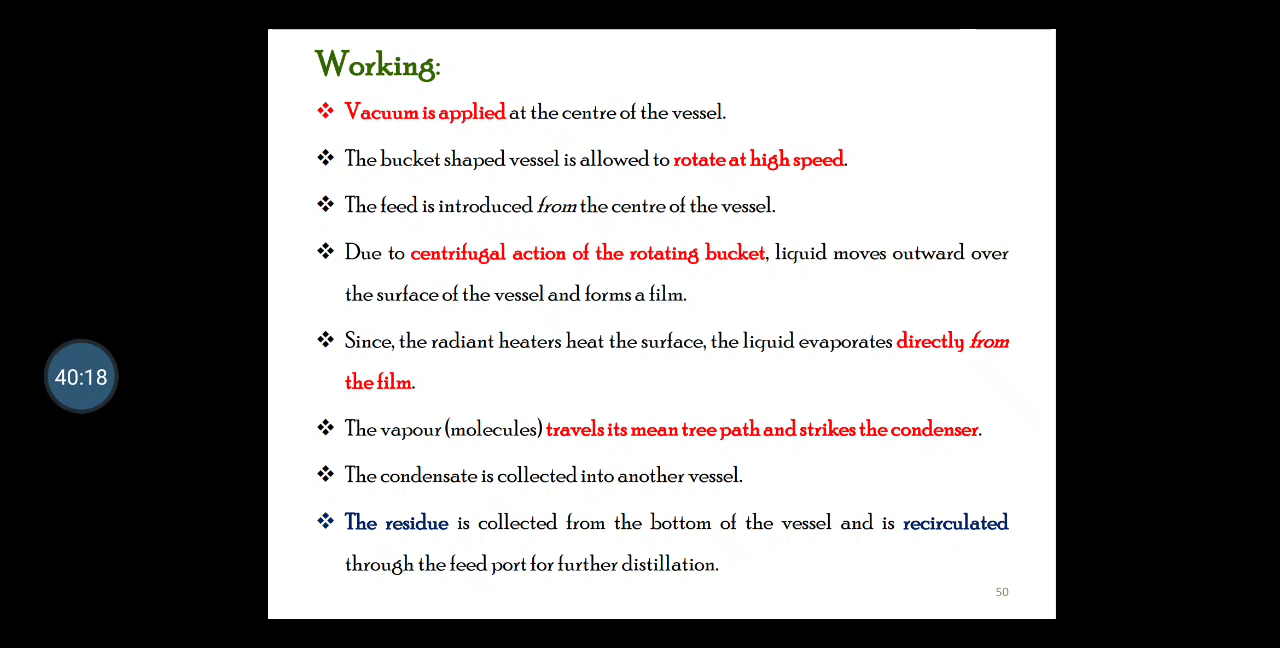 Working:
❖ Vacuum is applied at the centre of the vessel.
❖ The bucket shaped vessel is allowed to rotate at high speed.
❖ The feed is introduced from the centre of the vessel.
❖ Due to centrifugal action of the rotating bucket, liquid moves outward over
the surface of the vessel and forms a film.
❖ Since, the radiant heaters heat the surface, the liquid evaporates directly from
the film.
❖ The vapour (molecules) travels its mean tree path and strikes the condenser.
❖ The condensate is collected into another vessel.
❖ The residue is collected from the bottom of the vessel and is recirculated
through the feed port for further distillation.
50
40:18